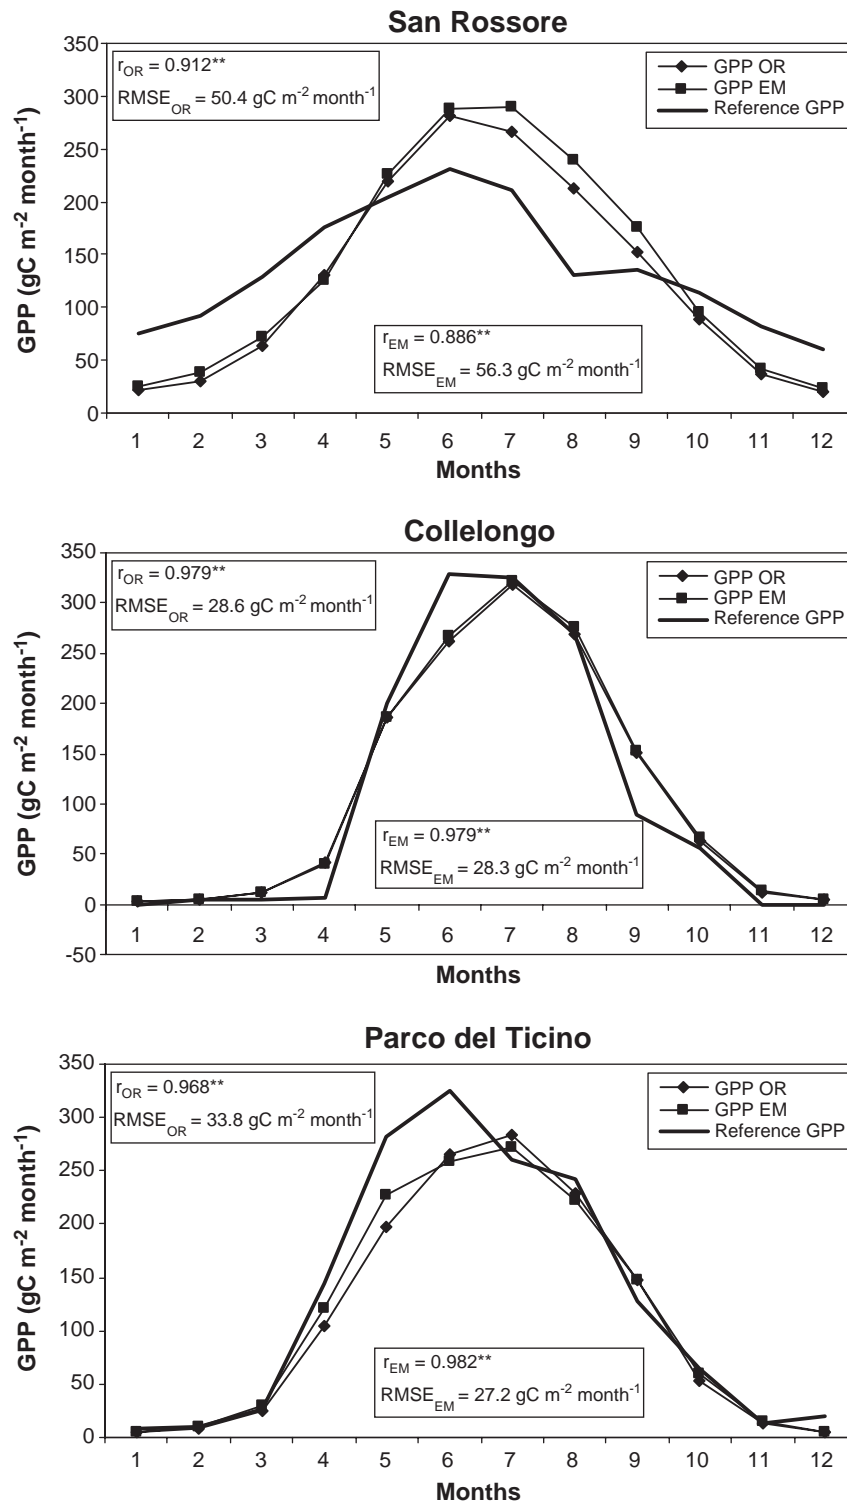 San Rossore
350
300
250
200
150
100
50
0
GPP (gC m-2 month-1)
rOR = 0.912**
RMSEOR = 50.4 gC m-2 month-1
GPP OR
GPP EM
Reference GPP
rEM = 0.886**
RMSEEM = 56.3 gC m-2 month-1
1 2 3 4 5 6 7 8 9 10 11 12
Months
Collelongo
350
300
250
200
150
100
50
0
-50
GPP (gC m-2 month-1)
rOR = 0.979**
RMSEOR = 28.6 gC m-2 month-1
GPP OR
GPP EM
Reference GPP
rEM = 0.979**
RMSEEM = 28.3 gC m-2 month-1
1 2 3 4 5 6 7 8 9 10 11 12
Months
Parco del Ticino
350
300
250
200
150
100
50
0
GPP (gC m-2 month-1)
rOR = 0.968**
RMSEOR = 33.8 gC m-2 month-1
GPP OR
GPP EM
Reference GPP
rEM = 0.982**
RMSEEM = 27.2 gC m-2 month-1
1 2 3 4 5 6 7 8 9 10 11 12
Months